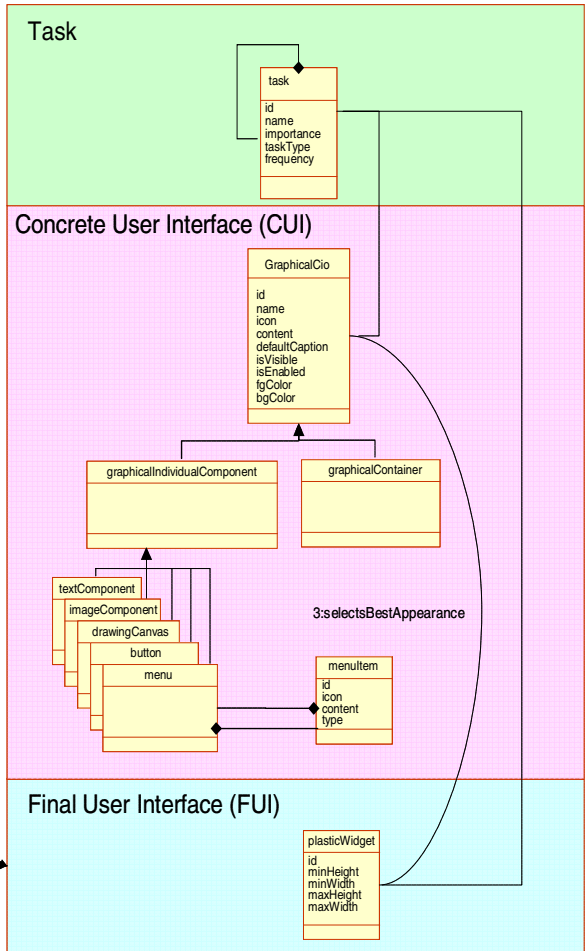 Task
task
id
name
importance
taskType
frequency
Concrete User Interface (CUI)
GraphicalCio
id
name
icon
content
defaultCaption
isVisible
isEnabled
fgColor
bgColor
graphicalIndividualComponent
graphicalContainer
textComponent
imageComponent
drawingCanvas
button
menu
3:selectsBestAppearance
menuItem
id
icon
content
type
Final User Interface (FUI)
plasticWidget
id
minHeight
minWidth
maxHeight
maxWidth